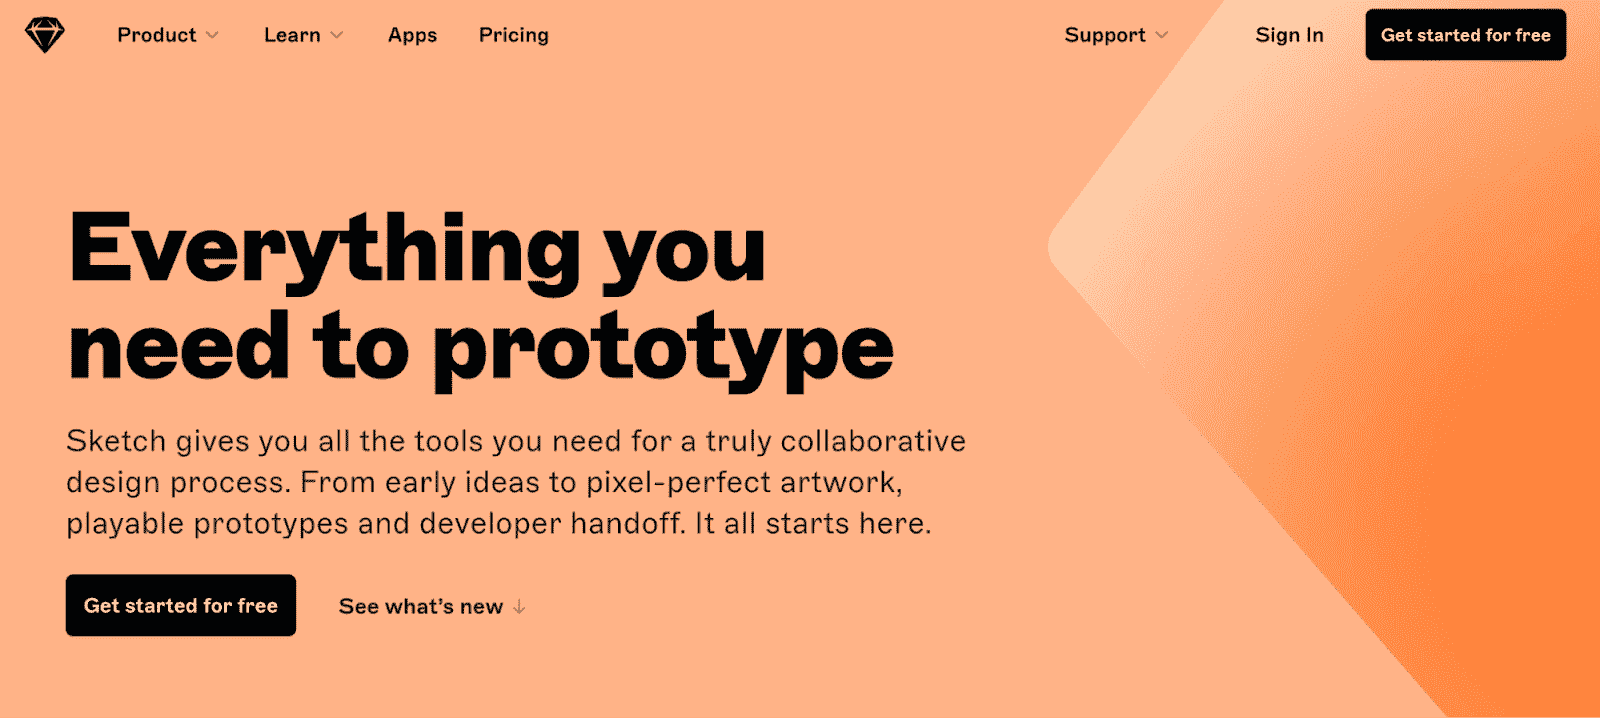 Product Learn Apps Pricing Support Sign In Get started for free
Everything you
need to prototype
Sketch gives you all the tools you need for a truly collaborative
design process. From early ideas to pixel-perfect artwork,
playable prototypes and developer handoff. It all starts here.
Get started for free See what’s new ↓